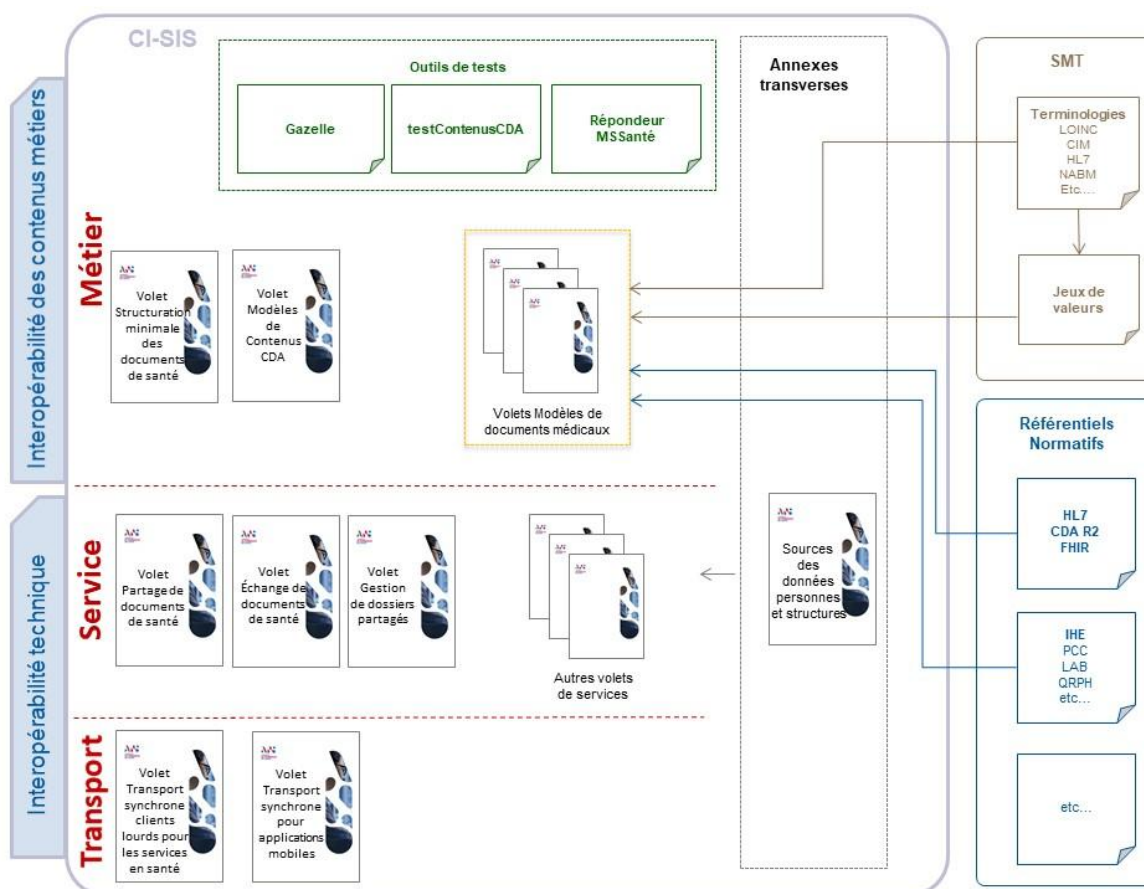 CI-SIS
Interopérabilité des contenus métiers
Interopérabilité technique
Outils de tests
Gazelle
testContenusCDA
Répondeur
MSSanté
Annexes
transverses
SMT
Terminologies
LOINC
CIM
HL7
NABM
Etc....
Jeux de
valeurs
Métier
Volet
Structuration
minimale
des
documents
de santé
Volet
Modèles
de
Contenus
CDA
Volets Modèles de
documents médicaux
Référentiels
Normatifs
HL7
CDA R2
FHIR
IHE
PCC
LAB
QRPH
etc...
etc...
Service
Volet
Partage de
documents
de santé
Volet
Échange de
documents
de santé
Volet
Gestion
de dossiers
partagés
Autres volets
de services
Sources
des
données
personnes
et structures
Transport
Volet
Transport
synchrone
clients
lourds pour
les services
en santé
Volet
Transport
synchrone
pour
applications
mobiles